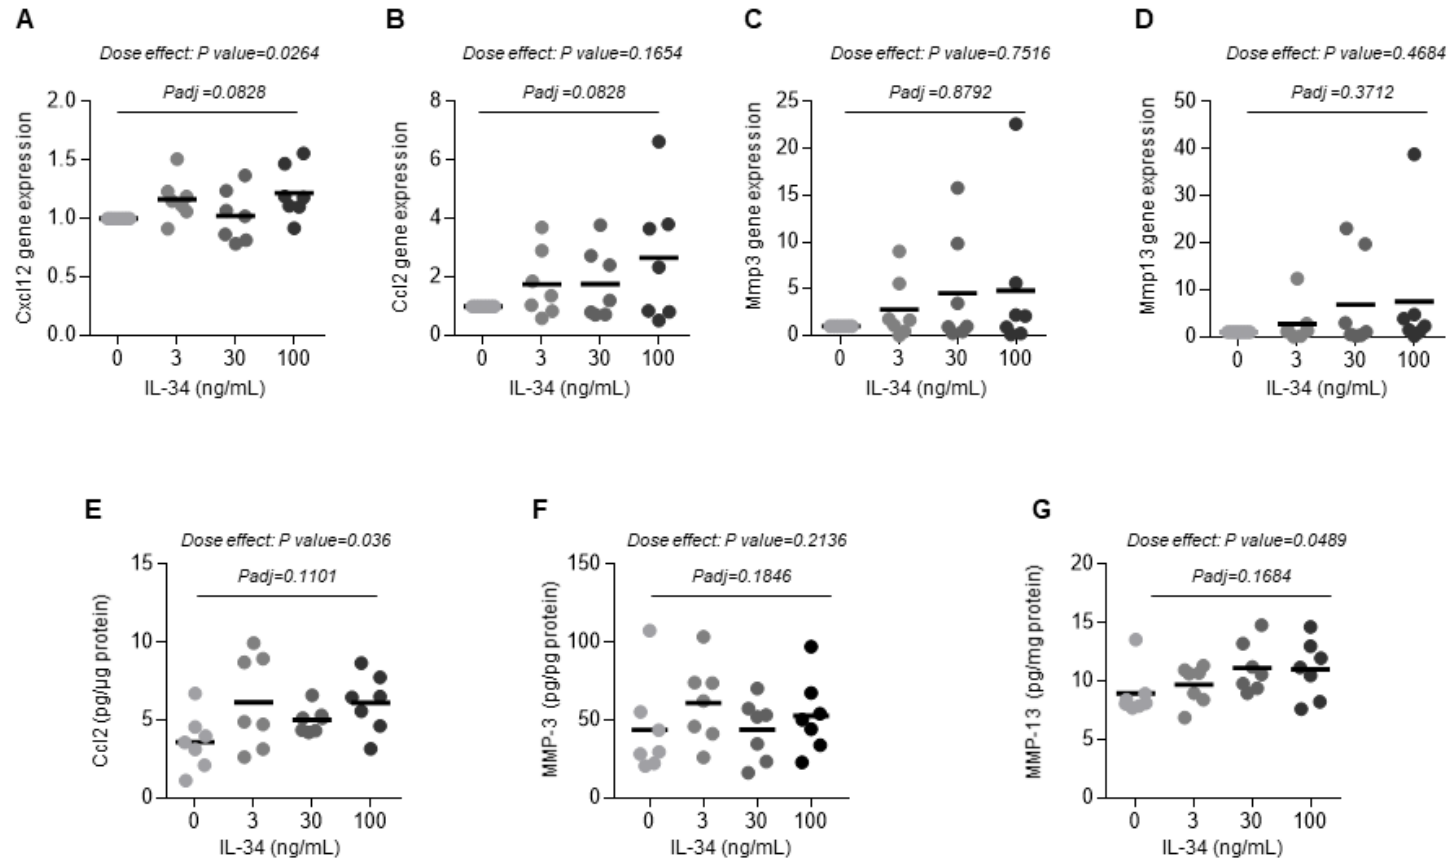 A
Dose effect: P value=0.0264
Padj =0.0828
Cxcl12 gene expression
2.0
1.5
1.0
0.5
0.0
0 3 30 100
IL-34 (ng/mL)
B
Dose effect: P value=0.1654
Padj =0.0828
Ccl2 gene expression
8
6
4
2
0
0 3 30 100
IL-34 (ng/mL)
C
Dose effect: P value=0.7516
Padj =0.8792
Mmp3 gene expression
25
20
15
10
5
0
0 3 30 100
IL-34 (ng/mL)
D
Dose effect: P value=0.4684
Padj =0.3712
Mmp13 gene expression
50
40
30
20
10
0
0 3 30 100
IL-34 (ng/mL)
E
Dose effect: P value=0.036
Padj=0.1101
Ccl2 (pg/µg protein)
15
10
5
0
0 3 30 100
IL-34 (ng/mL)
F
Dose effect: P value=0.2136
Padj=0.1846
MMP-3 (pg/pg protein)
150
100
50
0
0 3 30 100
IL-34 (ng/mL)
G
Dose effect: P value=0.0489
Padj=0.1684
MMP-13 (pg/mg protein)
20
15
10
5
0
0 3 30 100
IL-34 (ng/mL)